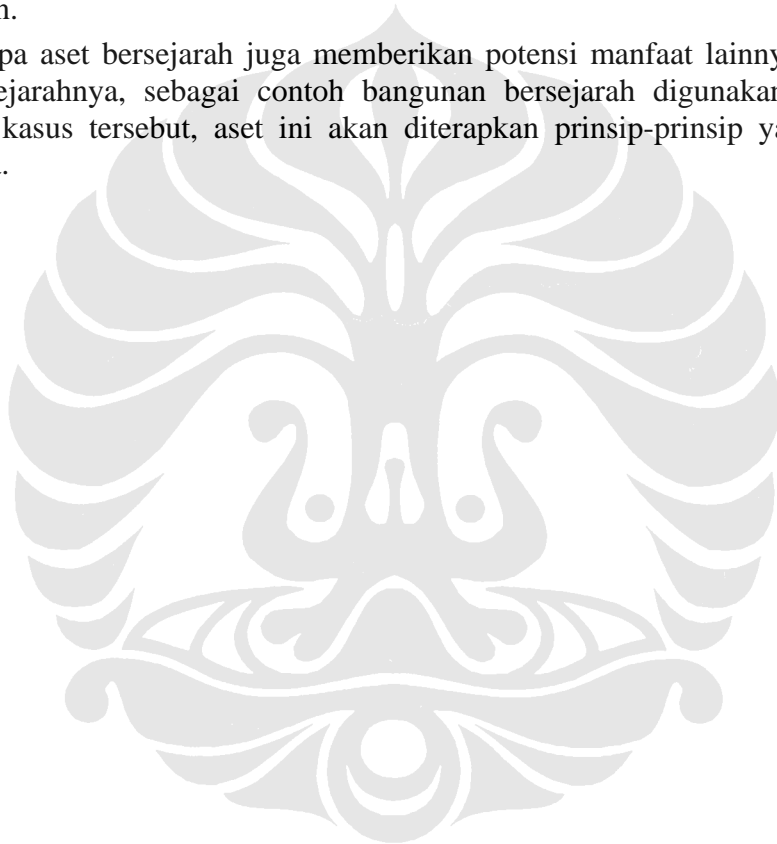 n.
pa aset bersejarah juga memberikan potensi manfaat lainny
ejarahnya, sebagai contoh bangunan bersejarah digunakan
kasus tersebut, aset ini akan diterapkan prinsip-prinsip ya
.